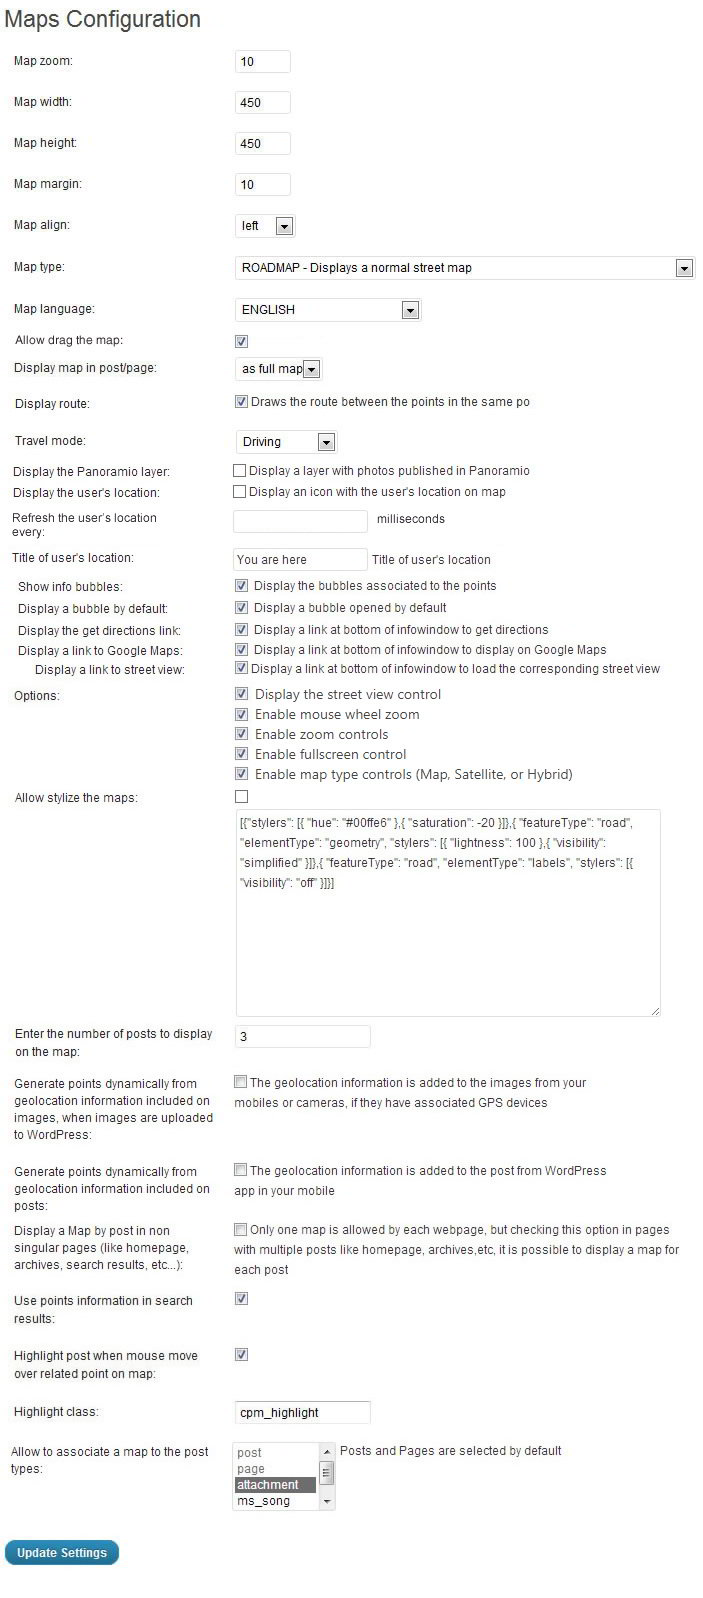 Maps Configuration
Map zoom: 10
Map width: 450
Map height: 450
Map margin: 10
Map align: left
Map type: ROADMAP - Displays a normal street map
Map language: ENGLISH
Allow drag the map:
Display map in post/page: as full map
Display route: Draws the route between the points in the same po
Travel mode: Driving
Display the Panoramio layer: Display a layer with photos published in Panoramio
Display the user's location: Display an icon with the user's location on map
Refresh the user's location
every:
milliseconds
Title of user's location: You are here Title of user's location
Show info bubbles: Display the bubbles associated to the points
Display a bubble by default: Display a bubble opened by default
Display the get directions link: Display a link at bottom of infowindow to get directions
Display a link to Google Maps: Display a link at bottom of infowindow to display on Google Maps
Display a link to street view: Display a link at bottom of infowindow to load the corresponding street view
Options: Display the street view control
Enable mouse wheel zoom
Enable zoom controls
Enable fullscreen control
Enable map type controls (Map, Satellite, or Hybrid)
Allow stylize the maps:
[{"stylers": [{ "hue": "#00ffe6" },{ "saturation": -20 }]},{ "featureType": "road",
"elementType": "geometry", "stylers": [{ "lightness": 100 },{ "visibility":
"simplified" }]},{ "featureType": "road", "elementType": "labels", "stylers": [{
"visibility": "off" }]}]
Enter the number of posts to display
on the map:
3
Generate points dynamically from
geolocation information included on
images, when images are uploaded
to WordPress:
The geolocation information is added to the images from your
mobiles or cameras, if they have associated GPS devices
Generate points dynamically from
geolocation information included on
posts:
The geolocation information is added to the post from WordPress
app in your mobile
Display a Map by post in non
singular pages (like homepage,
archives, search results, etc...):
Only one map is allowed by each webpage, but checking this option in pages
with multiple posts like homepage, archives,etc, it is possible to display a map for
each post
Use points information in search
results:
Highlight post when mouse move
over related point on map:
Highlight class: cpm_highlight
Allow to associate a map to the post
types:
post
page
attachment
ms_song
Posts and Pages are selected by default
Update Settings